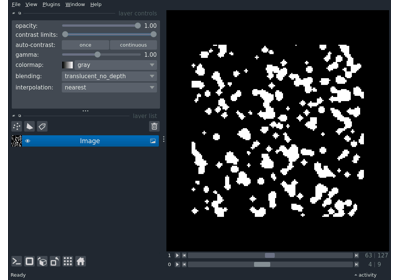 File View Plugins Window Help
layer controls
opacity: 1.00
contrast limits:
auto-contrast: once continuous
gamma: 1.00
colormap: gray
blending: translucent_no_depth
interpolation: nearest
layer list
Image
1 63 127
0 4 9
Ready activity